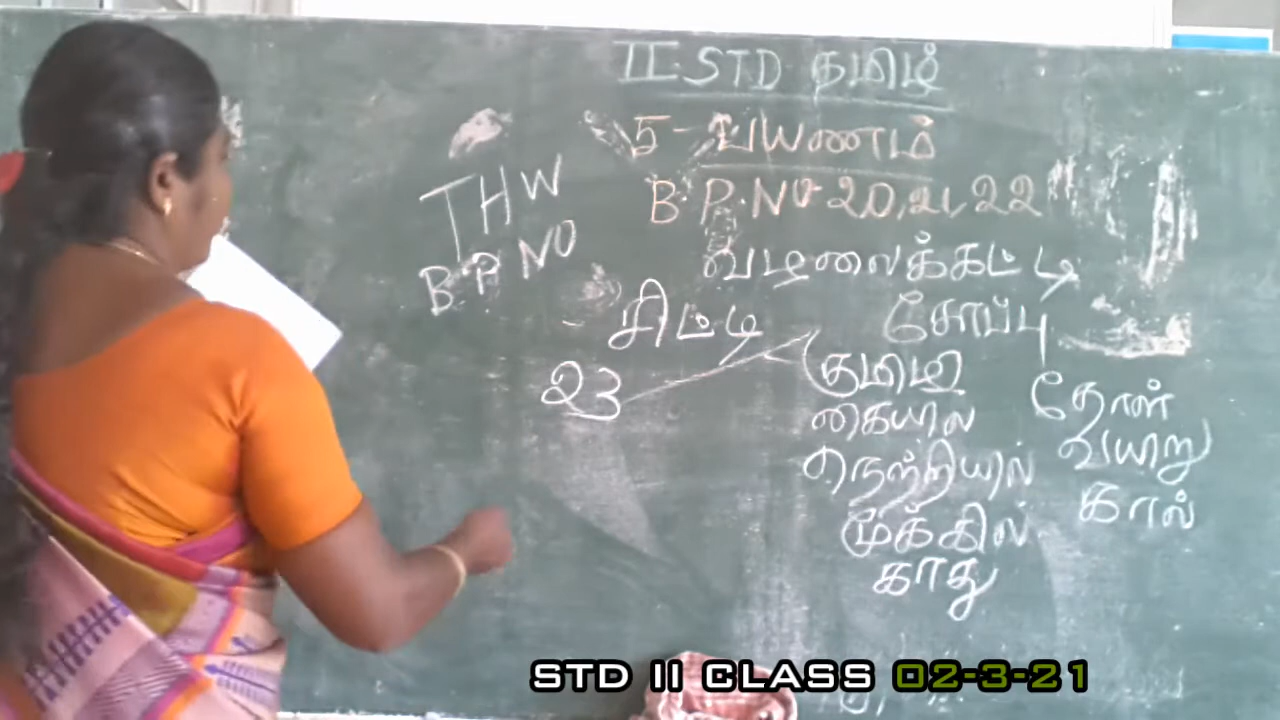 II STD தமிழ்
5 - பயணம்
B.P.NO 20,21,22
THW
B.P.NO
வடலைக்கட்டி
சிட்டி
சோப்பு
23
குமிழி
கையில்
நெற்றியில்
மூக்கில்
காது
தோள்
வயிறு
கால்
STD II CLASS 02-3-21